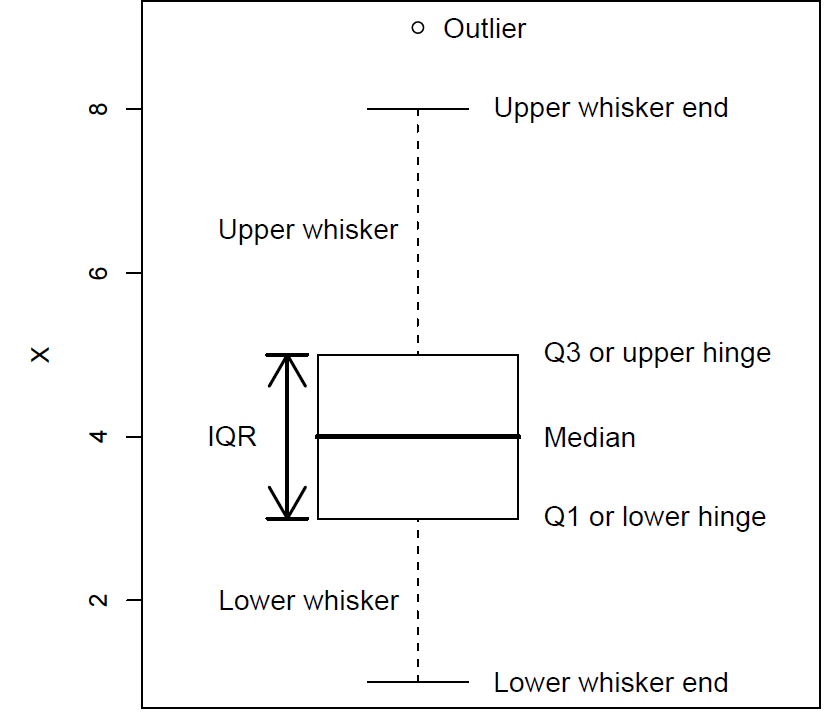 Outlier
8
Upper whisker end
Upper whisker
6
X
Q3 or upper hinge
IQR
4
Median
Q1 or lower hinge
2
Lower whisker
Lower whisker end